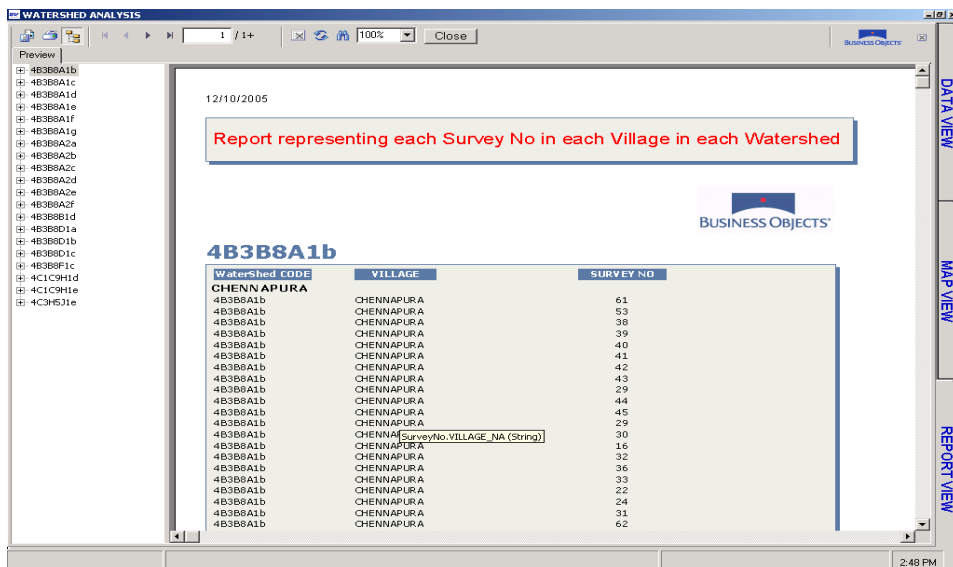 WATERSHED ANALYSIS
1 / 1+ 100% Close
BUSINESS OBJECTS
Preview
4B3B8A1b
4B3B8A1c
4B3B8A1d
4B3B8A1e
4B3B8A1f
4B3B8A1g
4B3B8A2a
4B3B8A2b
4B3B8A2c
4B3B8A2d
4B3B8A2e
4B3B8A2f
4B3B8B1d
4B3B8D1a
4B3B8D1b
4B3B8D1c
4B3B8F1c
4C1C9H1d
4C1C9H1e
4C3H5J1e
12/10/2005
Report representing each Survey No in each Village in each Watershed
BUSINESS OBJECTS
4B3B8A1b
WaterShed CODE VILLAGE SURVEY NO
CHENNAPURA
4B3B8A1b CHENNAPURA 61
4B3B8A1b CHENNAPURA 53
4B3B8A1b CHENNAPURA 38
4B3B8A1b CHENNAPURA 39
4B3B8A1b CHENNAPURA 40
4B3B8A1b CHENNAPURA 41
4B3B8A1b CHENNAPURA 42
4B3B8A1b CHENNAPURA 43
4B3B8A1b CHENNAPURA 29
4B3B8A1b CHENNAPURA 44
4B3B8A1b CHENNAPURA 45
4B3B8A1b CHENNAPURA 29
4B3B8A1b CHENNA SurveyNo.VILLAGE_NA (String) 30
4B3B8A1b CHENNAPURA 16
4B3B8A1b CHENNAPURA 32
4B3B8A1b CHENNAPURA 36
4B3B8A1b CHENNAPURA 33
4B3B8A1b CHENNAPURA 22
4B3B8A1b CHENNAPURA 24
4B3B8A1b CHENNAPURA 31
4B3B8A1b CHENNAPURA 62
DATA VIEW
MAP VIEW
REPORT VIEW
2:48 PM